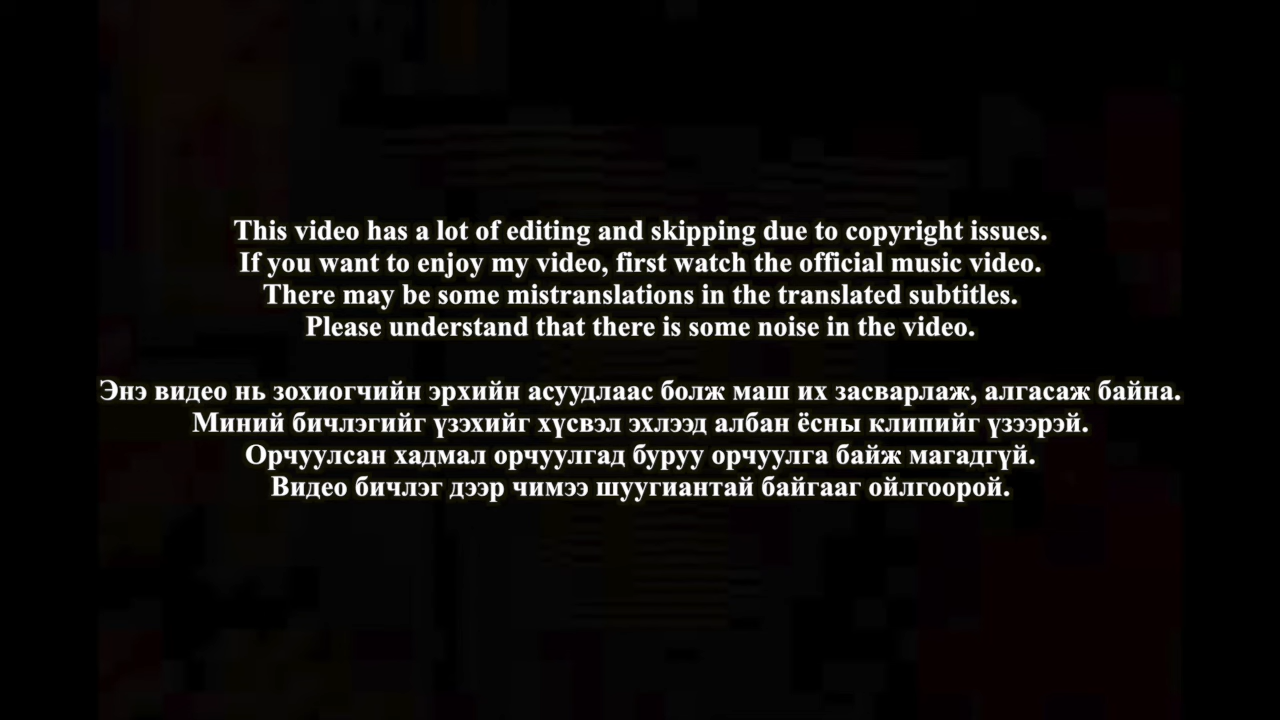 This video has a lot of editing and skipping due to copyright issues.
If you want to enjoy my video, first watch the official music video.
There may be some mistranslations in the translated subtitles.
Please understand that there is some noise in the video.
Энэ видео нь зохиогчийн эрхийн асуудлаас болж маш их засварлаж, алгасаж байна.
Миний бичлэгийг үзэхийг хүсвэл эхлээд албан ёсны клипийг үзээрэй.
Орчуулсан хадмал орчуулгад буруу орчуулга байж магадгүй.
Видео бичлэг дээр чимээ шуугиантай байгааг ойлгоорой.